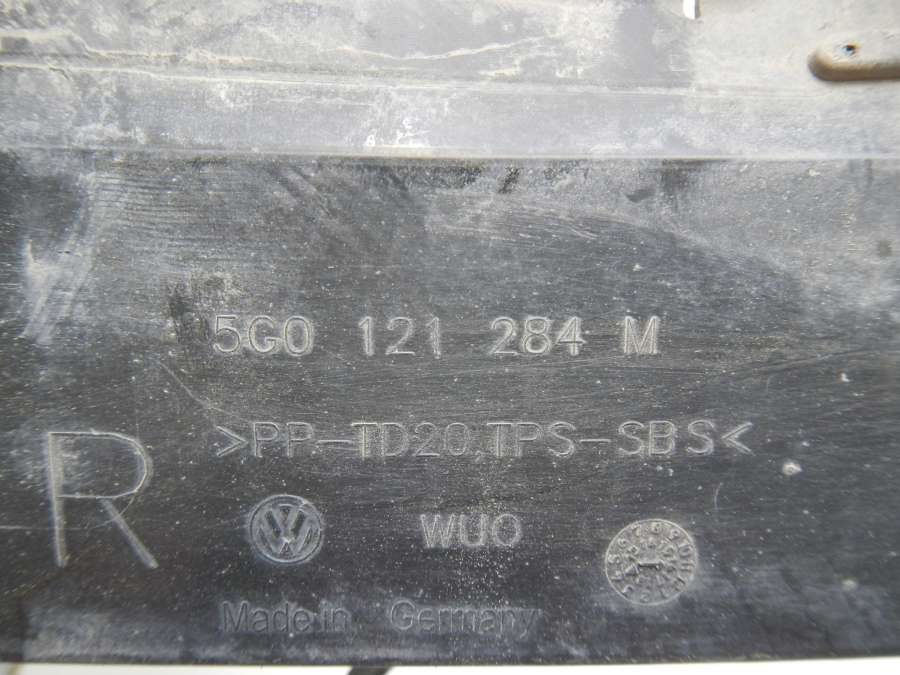 5G0 121 284 M
>PP-TD20.TPS-SBS<
R
WUO
Made in Germany